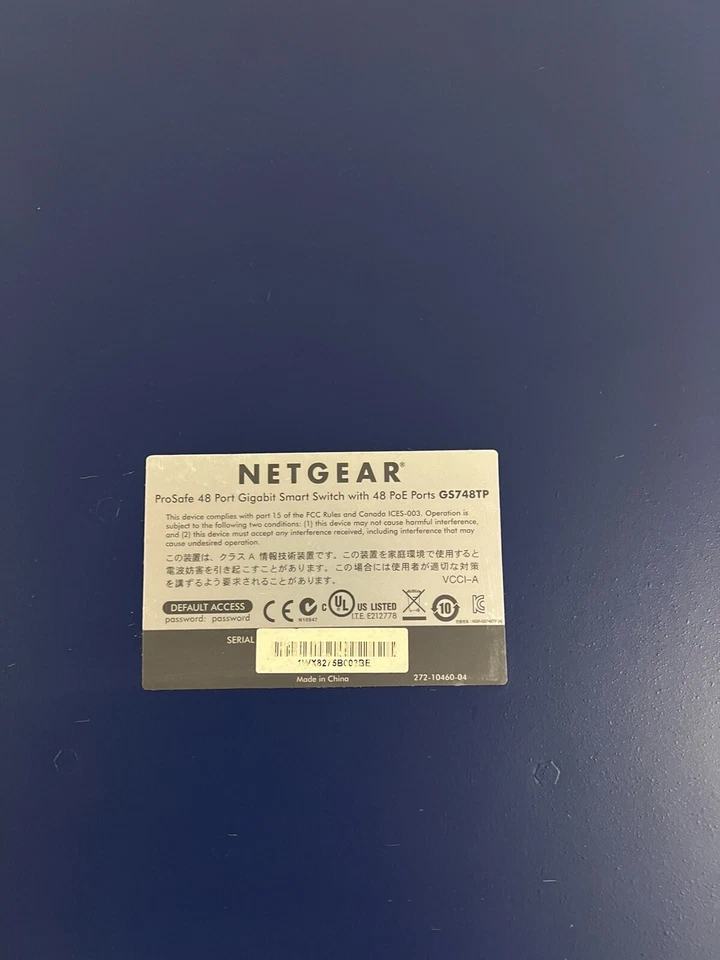 NETGEAR®
ProSafe 48 Port Gigabit Smart Switch with 48 PoE Ports GS748TP
This device complies with part 15 of the FCC Rules and Canada ICES-003. Operation is
subject to the following two conditions: (1) this device may not cause harmful interference,
and (2) this device must accept any interference received, including interference that may
cause undesired operation.
この装置は、クラス A 情報技術装置です。この装置を家庭環境で使用すると
電波妨害を引き起こすことがあります。この場合には使用者が適切な対策
を講ずるよう要求されることがあります。 VCCI-A
DEFAULT ACCESS
password: password
CE
N10947
C UL US LISTED
I.T.E. E212778
10
SERIAL
Made in China
272-10460-04